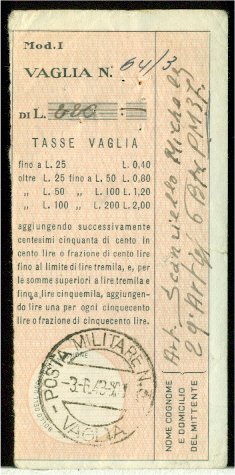 Mod. I
VAGLIA N. 64/3
DI L.
TASSE VAGLIA
fino a L. 25 L. 0.40
oltre L. 25 fino a L. 50 L. 0.80
„ L. 50 „ L. 100 L. 1.20
„ L. 100 „ L. 200 L. 2.00
aggiungendo successivamente
centesimi cinquanta di cento in
cento lire o frazione di cento lire
fino al limite di lire tremila, e, per
le somme superiori a lire tremila e
fino a lire cinquemila, aggiungen-
do lire una per ogni cinquecento
lire o frazione di cinquecento lire.
POSTA MILITARE N.
VAGLIA
Art.
NOME COGNOME
E DOMICILIO
DEL MITTENTE